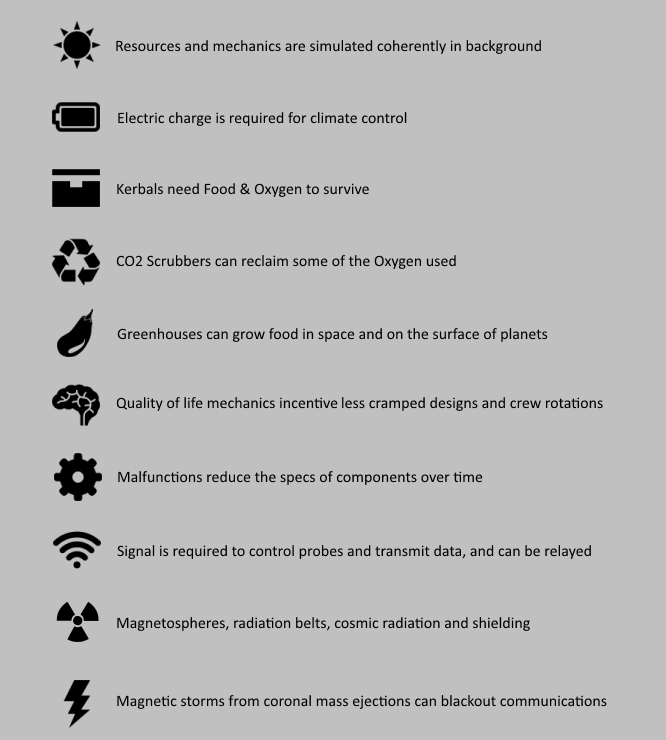 Resources and mechanics are simulated coherently in background
Electric charge is required for climate control
Kerbals need Food & Oxygen to survive
CO2 Scrubbers can reclaim some of the Oxygen used
Greenhouses can grow food in space and on the surface of planets
Quality of life mechanics incentive less cramped designs and crew rotations
Malfunctions reduce the specs of components over time
Signal is required to control probes and transmit data, and can be relayed
Magnetospheres, radiation belts, cosmic radiation and shielding
Magnetic storms from coronal mass ejections can blackout communications